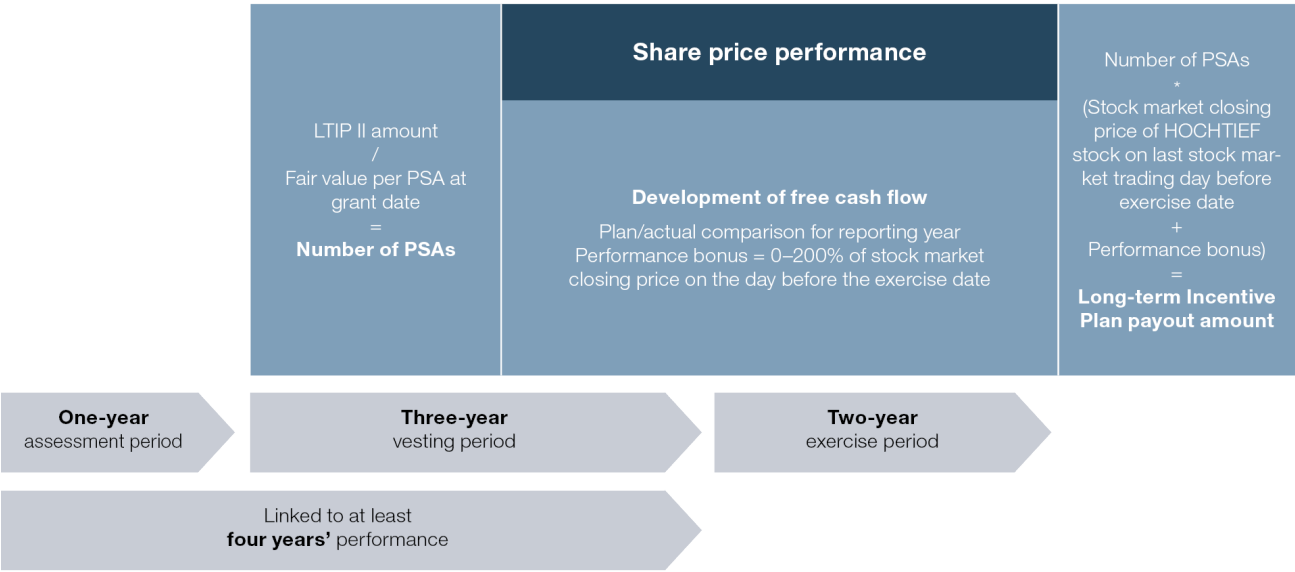 LTIP II amount
/
Fair value per PSA at
grant date
=
Number of PSAs
Share price performance
Development of free cash flow
Plan/actual comparison for reporting year
Performance bonus = 0–200% of stock market
closing price on the day before the exercise date
Number of PSAs
*
(Stock market closing
price of HOCHTIEF
stock on last stock mar-
ket trading day before
exercise date
+
Performance bonus)
=
Long-term Incentive
Plan payout amount
One-year
assessment period
Three-year
vesting period
Two-year
exercise period
Linked to at least
four years’ performance